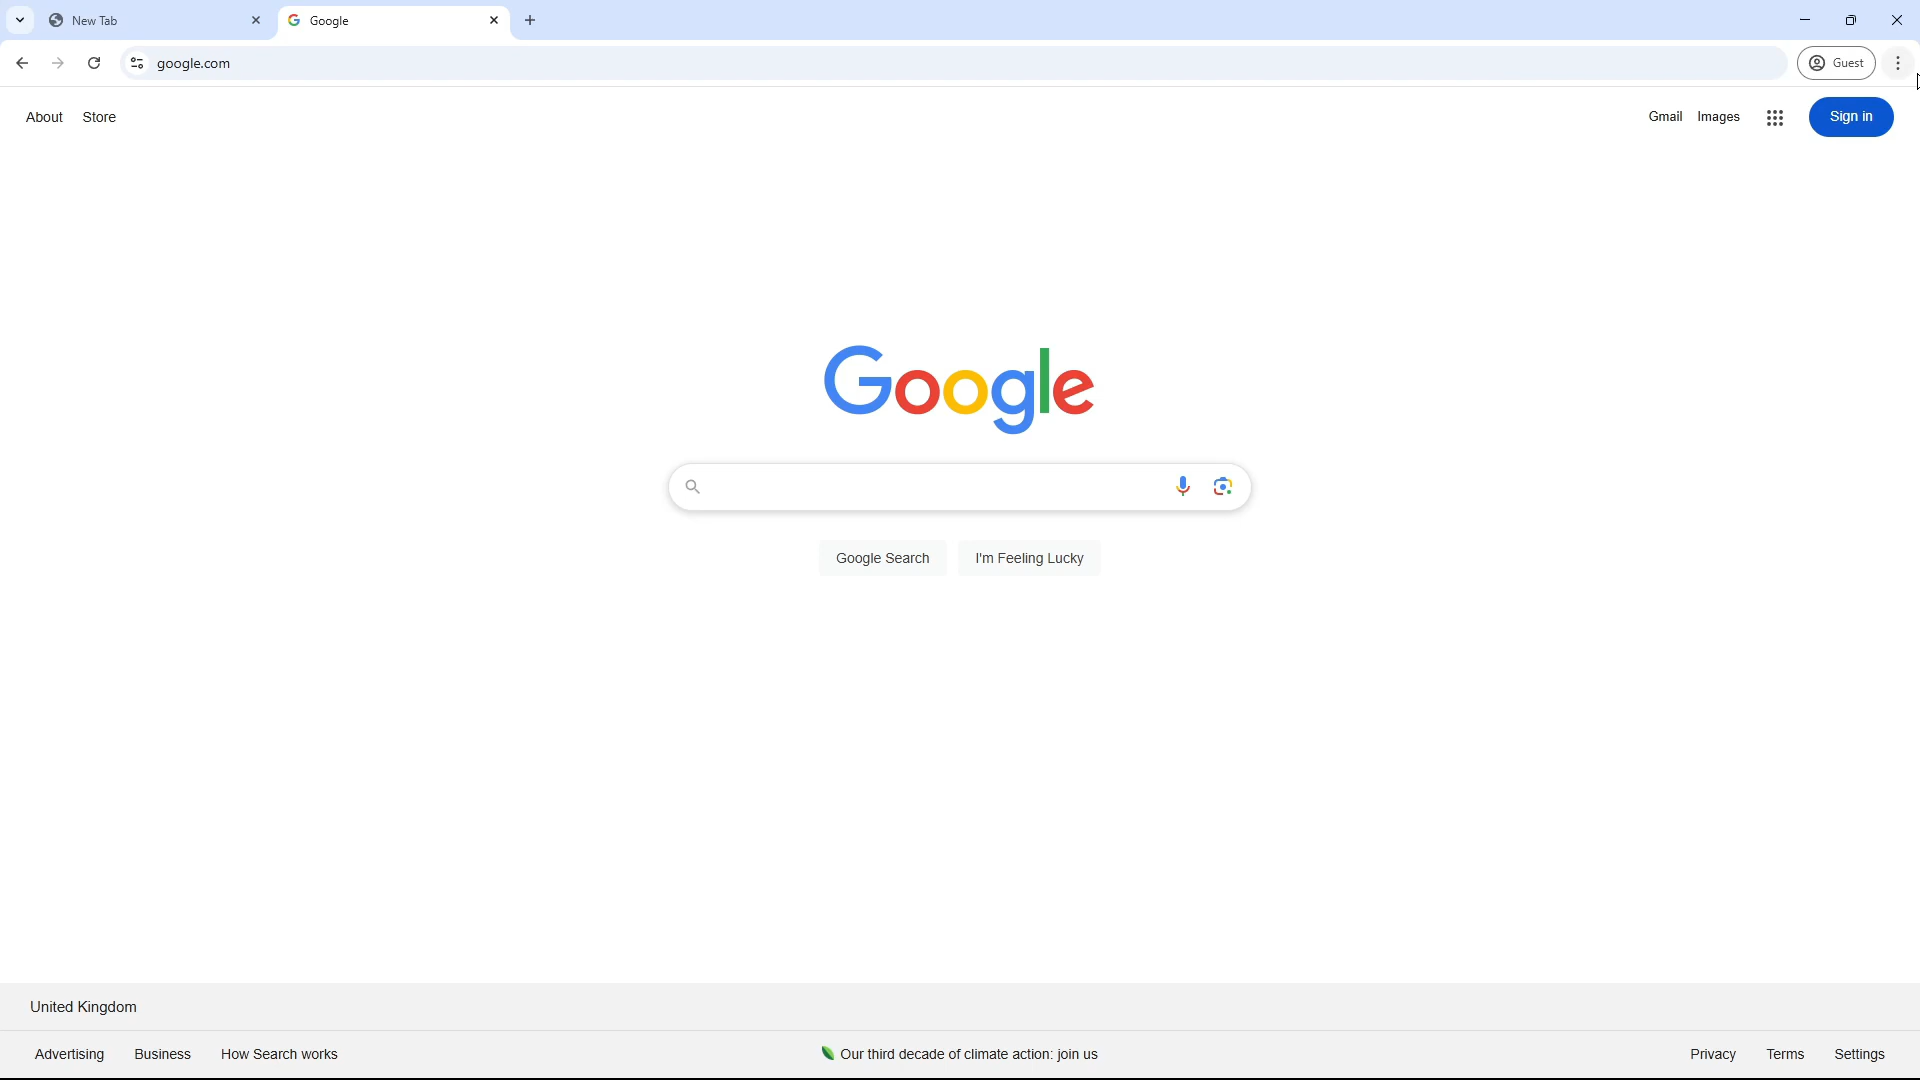 New Tab
Google
google.com
Guest
About Store
Gmail Images Sign in
Google
Google Search I'm Feeling Lucky
United Kingdom
Advertising Business How Search works
Our third decade of climate action: join us
Privacy Terms Settings